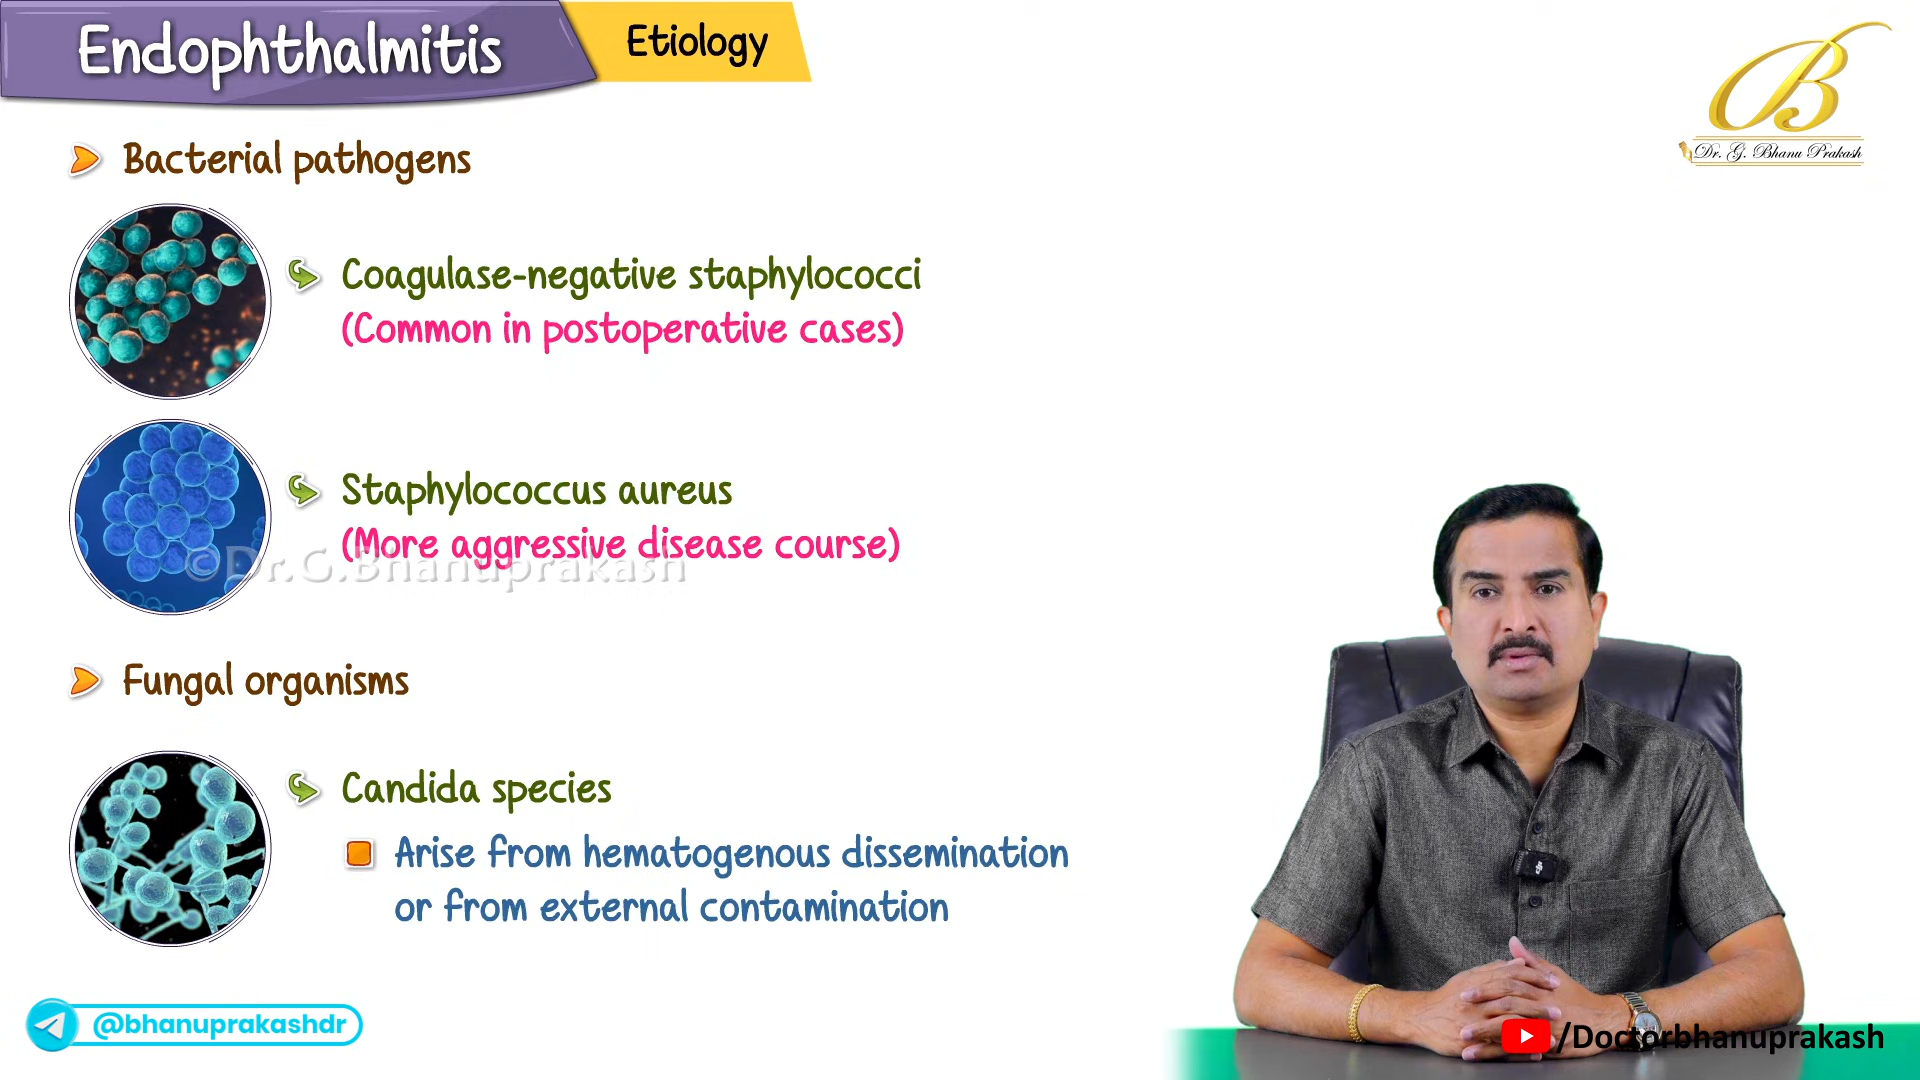 Endophthalmitis
Etiology
Dr. G. Bhanu Prakash
Bacterial pathogens
Coagulase-negative staphylococci
(Common in postoperative cases)
Staphylococcus aureus
(More aggressive disease course)
©Dr.G.Bhanuprakash
Fungal organisms
Candida species
Arise from hematogenous dissemination
or from external contamination
@bhanuprakashdr
/Doctorbhanuprakash